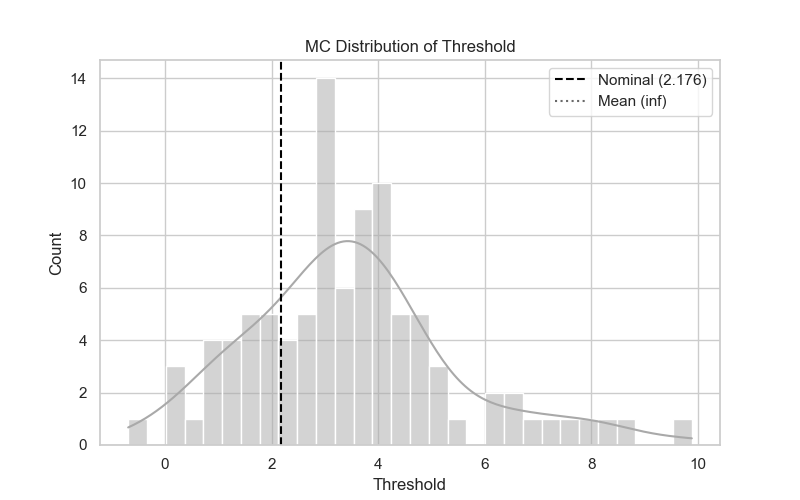 MC Distribution of Threshold
Nominal (2.176)
Mean (inf)
14
12
10
8
6
4
2
0
Count
0 2 4 6 8 10
Threshold